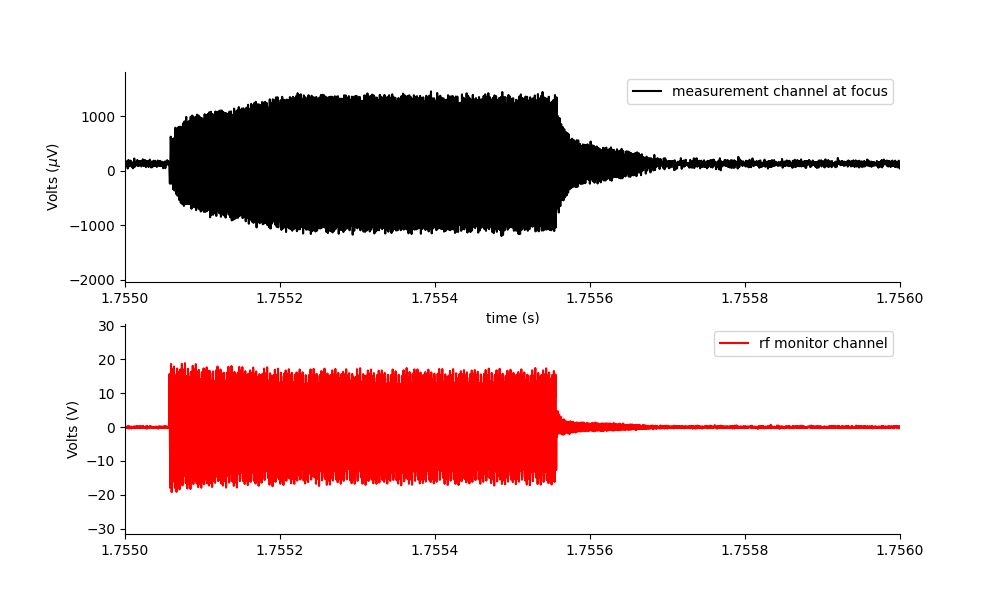 Volts (μV)
1000
0
−1000
−2000
measurement channel at focus
1.7550 1.7552 1.7554 1.7556 1.7558 1.7560
time (s)
Volts (V)
30
20
10
0
−10
−20
−30
rf monitor channel
1.7550 1.7552 1.7554 1.7556 1.7558 1.7560